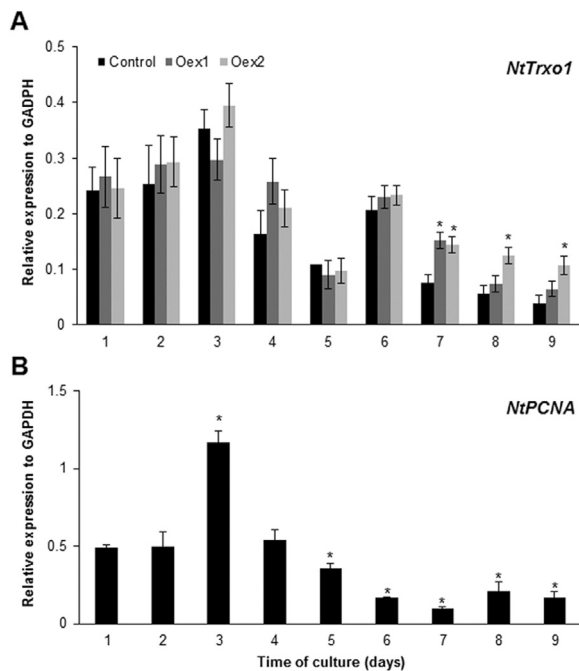 A
NtTrxo1
Control Oex1 Oex2
Relative expression to GADPH
0.5
0.4
0.3
0.2
0.1
0
* * * *
1 2 3 4 5 6 7 8 9
B
NtPCNA
Relative expression to GAPDH
1.5
1
0.5
0
* * * * * *
1 2 3 4 5 6 7 8 9
Time of culture (days)